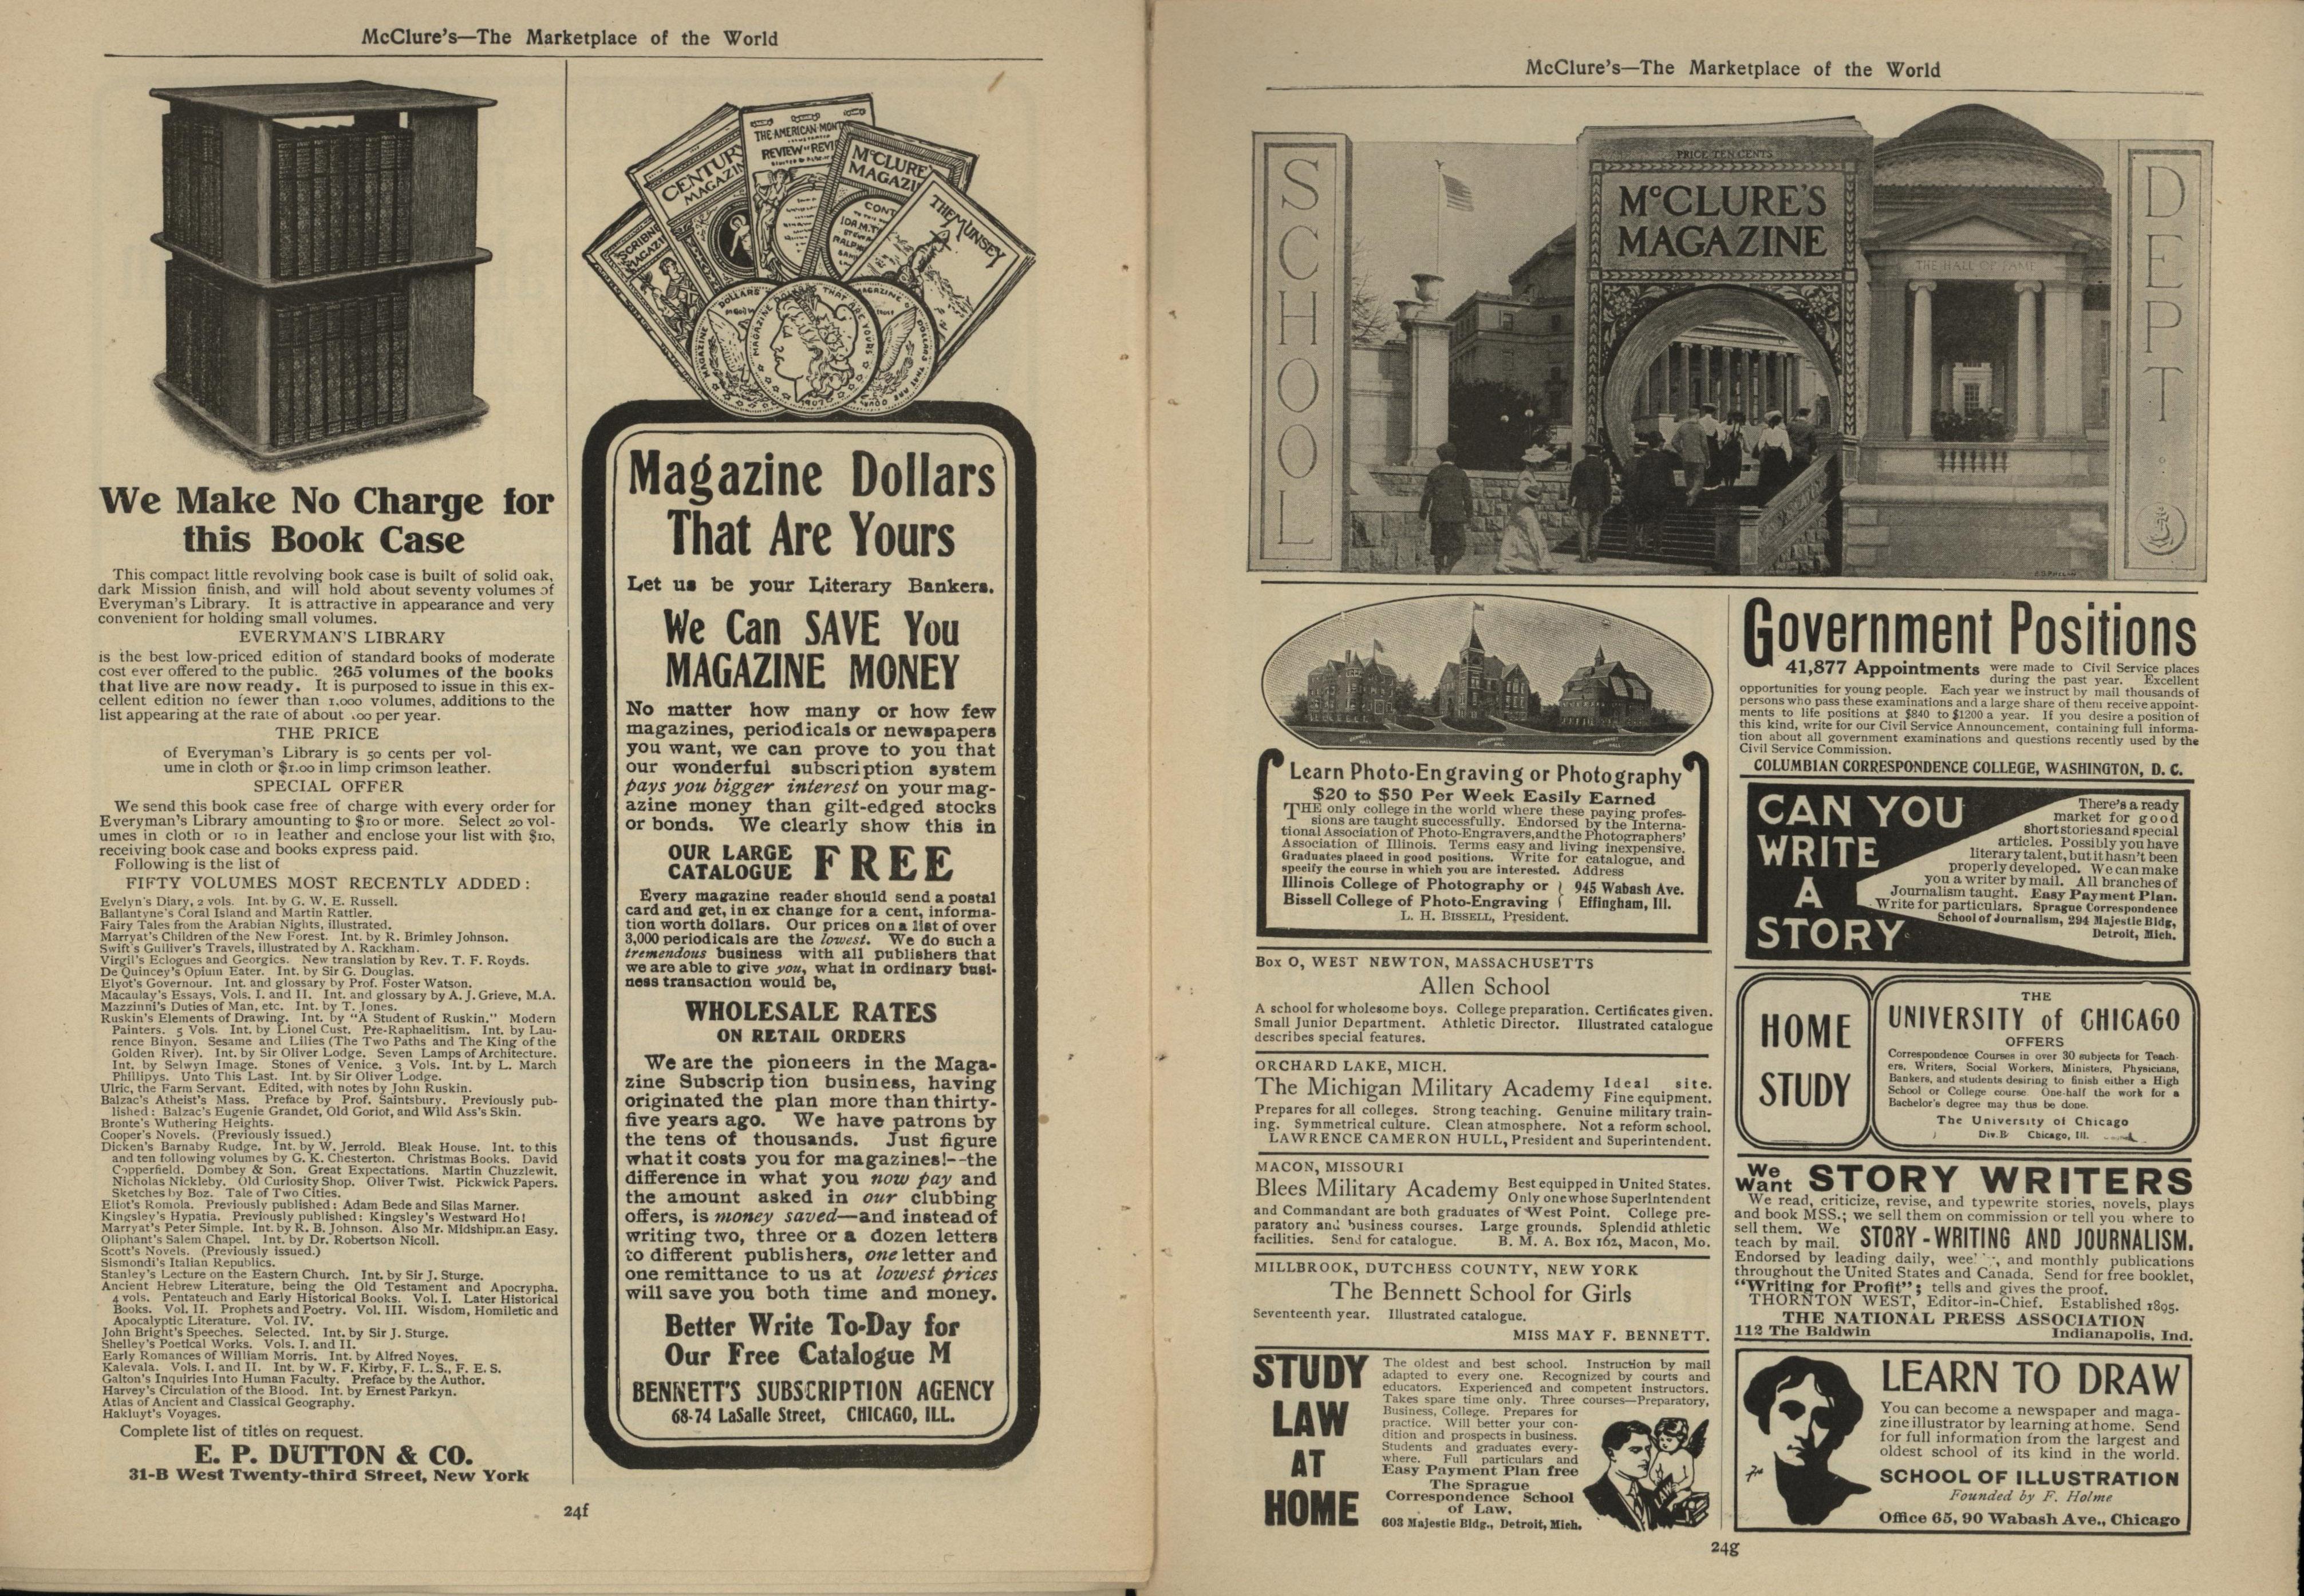 McClure's—The Marketplace of the World
We Make No Charge for
this Book Case
This compact little revolving book case is built of solid oak,
dark Mission finish, and will hold about seventy volumes of
Everyman's Library. It is attractive in appearance and very
convenient for holding small volumes.
EVERYMAN'S LIBRARY
is the best low-priced edition of standard books of moderate
cost ever offered to the public. 265 volumes of the books
that live are now ready. It is purposed to issue in this ex-
cellent edition no fewer than 1,000 volumes, additions to the
list appearing at the rate of about 100 per year.
THE PRICE
of Everyman's Library is 50 cents per vol-
ume in cloth or $1.00 in limp crimson leather.
SPECIAL OFFER
We send this book case free of charge with every order for
Everyman's Library amounting to $10 or more. Select 20 vol-
umes in cloth or 10 in leather and enclose your list with $10,
receiving book case and books express paid.
Following is the list of
FIFTY VOLUMES MOST RECENTLY ADDED:
Evelyn's Diary, 2 vols. Int. by G. W. E. Russell.
Ballantyne's Coral Island and Martin Rattler.
Fairy Tales from the Arabian Nights, illustrated.
Marryat's Children of the New Forest. Int. by R. Brimley Johnson.
Swift's Gulliver's Travels, illustrated by A. Rackham.
Virgil's Eclogues and Georgics. New translation by Rev. T. F. Royds.
De Quincey's Opium Eater. Int. by Sir G. Douglas.
Elyot's Governour. Int. and glossary by Prof. Foster Watson.
Macaulay's Essays, Vols. I. and II. Int. and glossary by A. J. Grieve, M.A.
Mazzinni's Duties of Man, etc. Int. by T. Jones.
Ruskin's Elements of Drawing. Int. by "A Student of Ruskin." Modern
Painters. 5 Vols. Int. by Lionel Cust. Pre-Raphaelitism. Int. by Lau-
rence Binyon. Sesame and Lilies (The Two Paths and The King of the
Golden River). Int. by Sir Oliver Lodge. Seven Lamps of Architecture.
Int. by Selwyn Image. Stones of Venice. 3 Vols. Int. by L. March
Phillipys. Unto This Last. Int. by Sir Oliver Lodge.
Ulric, the Farm Servant. Edited, with notes by John Ruskin.
Balzac's Atheist's Mass. Preface by Prof. Saintsbury. Previously pub-
lished: Balzac's Eugenie Grandet, Old Goriot, and Wild Ass's Skin.
Bronte's Wuthering Heights.
Cooper's Novels. (Previously issued.)
Dicken's Barnaby Rudge. Int. by W. Jerrold. Bleak House. Int. to this
and ten following volumes by G. K. Chesterton. Christmas Books. David
Copperfield. Dombey & Son. Great Expectations. Martin Chuzzlewit.
Nicholas Nickleby. Old Curiosity Shop. Oliver Twist. Pickwick Papers.
Sketches by Boz. Tale of Two Cities.
Eliot's Romola. Previously published: Adam Bede and Silas Marner.
Kingsley's Hypatia. Previously published: Kingsley's Westward Ho!
Marryat's Peter Simple. Int. by R. B. Johnson. Also Mr. Midshipman Easy.
Oliphant's Salem Chapel. Int. by Dr. Robertson Nicoll.
Scott's Novels. (Previously issued.)
Sismondi's Italian Republics.
Stanley's Lecture on the Eastern Church. Int. by Sir J. Sturge.
Ancient Hebrew Literature, being the Old Testament and Apocrypha.
4 vols. Pentateuch and Early Historical Books. Vol. I. Later Historical
Books. Vol. II. Prophets and Poetry. Vol. III. Wisdom, Homiletic and
Apocalyptic Literature. Vol. IV.
John Bright's Speeches. Selected. Int. by Sir J. Sturge.
Shelley's Poetical Works. Vols. I. and II.
Early Romances of William Morris. Int. by Alfred Noyes.
Kalevala. Vols. I. and II. Int. by W. F. Kirby, F. L. S., F. E. S.
Galton's Inquiries Into Human Faculty. Preface by the Author.
Harvey's Circulation of the Blood. Int. by Ernest Parkyn.
Atlas of Ancient and Classical Geography.
Hakluyt's Voyages.
Complete list of titles on request.
E. P. DUTTON & CO.
31-B West Twenty-third Street, New York
SCRIBNE
MAGAZI
CENTURY
MAGAZIN
THE AMERICAN MONT
REVIEW OF REVI
McCLURE'S
MAGAZI
THE MUNSEY
MAGAZINE DOLLARS THAT ARE YOURS
1907
Magazine Dollars
That Are Yours
Let us be your Literary Bankers.
We Can SAVE You
MAGAZINE MONEY
No matter how many or how few
magazines, periodicals or newspapers
you want, we can prove to you that
our wonderful subscription system
pays you bigger interest on your mag-
azine money than gilt-edged stocks
or bonds. We clearly show this in
OUR LARGE
CATALOGUE FREE
Every magazine reader should send a postal
card and get, in ex change for a cent, informa-
tion worth dollars. Our prices on a list of over
3,000 periodicals are the lowest. We do such a
tremendous business with all publishers that
we are able to give you, what in ordinary busi-
ness transaction would be,
WHOLESALE RATES
ON RETAIL ORDERS
We are the pioneers in the Maga-
zine Subscrip tion business, having
originated the plan more than thirty-
five years ago. We have patrons by
the tens of thousands. Just figure
what it costs you for magazines!--the
difference in what you now pay and
the amount asked in our clubbing
offers, is money saved—and instead of
writing two, three or a dozen letters
to different publishers, one letter and
one remittance to us at lowest prices
will save you both time and money.
Better Write To-Day for
Our Free Catalogue M
BENNETT'S SUBSCRIPTION AGENCY
68-74 LaSalle Street, CHICAGO, ILL.
24f
McClure's—The Marketplace of the World
SCHOOL
PRICE TEN CENTS
McCLURE'S
MAGAZINE
THE HALL OF FAME
DEPT.
Learn Photo-Engraving or Photography
$20 to $50 Per Week Easily Earned
THE only college in the world where these paying profes-
sions are taught successfully. Endorsed by the Interna-
tional Association of Photo-Engravers, and the Photographers'
Association of Illinois. Terms easy and living inexpensive.
Graduates placed in good positions. Write for catalogue, and
specify the course in which you are interested. Address
Illinois College of Photography or } 945 Wabash Ave.
Bissell College of Photo-Engraving } Effingham, Ill.
L. H. BISSELL, President.
Box O, WEST NEWTON, MASSACHUSETTS
Allen School
A school for wholesome boys. College preparation. Certificates given.
Small Junior Department. Athletic Director. Illustrated catalogue
describes special features.
ORCHARD LAKE, MICH.
The Michigan Military Academy Ideal site.
Fine equipment.
Prepares for all colleges. Strong teaching. Genuine military train-
ing. Symmetrical culture. Clean atmosphere. Not a reform school.
LAWRENCE CAMERON HULL, President and Superintendent.
MACON, MISSOURI
Blees Military Academy Best equipped in United States.
Only one whose Superintendent
and Commandant are both graduates of West Point. College pre-
paratory and business courses. Large grounds. Splendid athletic
facilities. Send for catalogue. B. M. A. Box 162, Macon, Mo.
MILLBROOK, DUTCHESS COUNTY, NEW YORK
The Bennett School for Girls
Seventeenth year. Illustrated catalogue.
MISS MAY F. BENNETT.
STUDY
LAW
AT
HOME
The oldest and best school. Instruction by mail
adapted to every one. Recognized by courts and
educators. Experienced and competent instructors.
Takes spare time only. Three courses—Preparatory,
Business, College. Prepares for
practice. Will better your con-
dition and prospects in business.
Students and graduates every-
where. Full particulars and
Easy Payment Plan free
The Sprague
Correspondence School
of Law,
603 Majestic Bldg., Detroit, Mich.
LAW
Government Positions
41,877 Appointments were made to Civil Service places
during the past year. Excellent
opportunities for young people. Each year we instruct by mail thousands of
persons who pass these examinations and a large share of them receive appoint-
ments to life positions at $840 to $1200 a year. If you desire a position of
this kind, write for our Civil Service Announcement, containing full informa-
tion about all government examinations and questions recently used by the
Civil Service Commission.
COLUMBIAN CORRESPONDENCE COLLEGE, WASHINGTON, D. C.
CAN YOU
WRITE
A
STORY
There's a ready
market for good
short stories and special
articles. Possibly you have
literary talent, but it hasn't been
properly developed. We can make
you a writer by mail. All branches of
Journalism taught. Easy Payment Plan.
Write for particulars. Sprague Correspondence
School of Journalism, 294 Majestic Bldg,
Detroit, Mich.
HOME
STUDY
THE
UNIVERSITY of CHICAGO
OFFERS
Correspondence Courses in over 30 subjects for Teach-
ers, Writers, Social Workers, Ministers, Physicians,
Bankers, and students desiring to finish either a High
School or College course. One-half the work for a
Bachelor's degree may thus be done.
The University of Chicago
Div. B Chicago, Ill.
We
Want STORY WRITERS
We read, criticize, revise, and typewrite stories, novels, plays
and book MSS.; we sell them on commission or tell you where to
sell them. We
teach by mail. STORY-WRITING AND JOURNALISM.
Endorsed by leading daily, and monthly publications
throughout the United States and Canada. Send for free booklet,
"Writing for Profit"; tells and gives the proof.
THORNTON WEST, Editor-in-Chief. Established 1895.
THE NATIONAL PRESS ASSOCIATION
112 The Baldwin Indianapolis, Ind.
LEARN TO DRAW
You can become a newspaper and maga-
zine illustrator by learning at home. Send
for full information from the largest and
oldest school of its kind in the world.
SCHOOL OF ILLUSTRATION
Founded by F. Holme
Office 65, 90 Wabash Ave., Chicago
24g